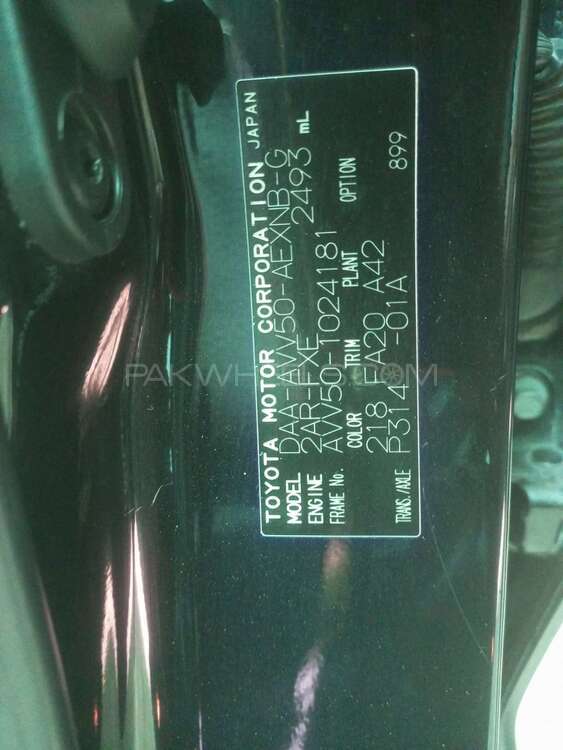 TOYOTA MOTOR CORPORATION JAPAN
MODEL DAA-AVV50-AEXNB-G
ENGINE 2AR-FXE 2493 mL
FRAME No. AVV50-1024181
COLOR TRIM PLANT OPTION
218 FA20 A42
TRANS./AXLE P314 -01A 899
PAKWHEELS.COM